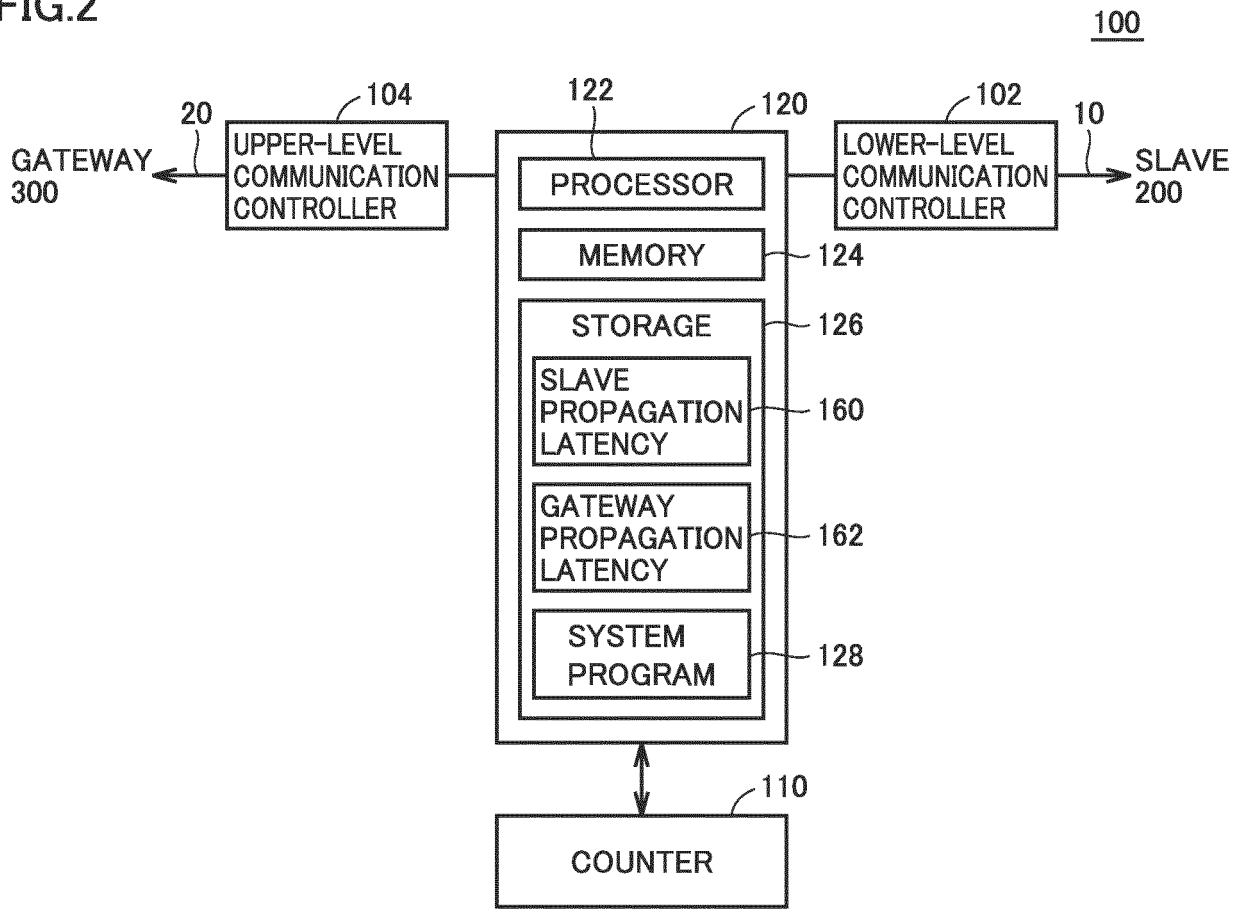 FIG.2
100
104
122
120
102
20
10
GATEWAY
300
UPPER-LEVEL
COMMUNICATION
CONTROLLER
PROCESSOR
LOWER-LEVEL
COMMUNICATION
CONTROLLER
SLAVE
200
MEMORY
124
STORAGE
126
SLAVE
PROPAGATION
LATENCY
160
GATEWAY
PROPAGATION
LATENCY
162
SYSTEM
PROGRAM
128
110
COUNTER